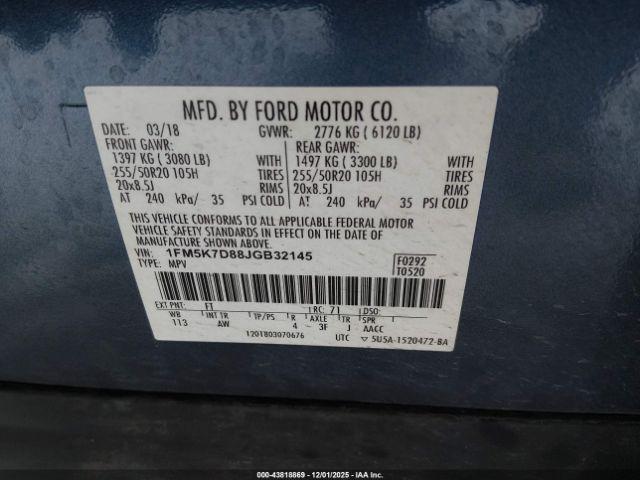 MFD. BY FORD MOTOR CO.
DATE: 03/18 GVWR: 2776 KG ( 6120 LB)
FRONT GAWR: REAR GAWR:
1397 KG ( 3080 LB) WITH 1497 KG ( 3300 LB) WITH
255/50R20 105H TIRES 255/50R20 105H TIRES
20x8.5J RIMS 20x8.5J RIMS
AT 240 kPa/ 35 PSI COLD AT 240 kPa/ 35 PSI COLD
THIS VEHICLE CONFORMS TO ALL APPLICABLE FEDERAL MOTOR
VEHICLE SAFETY STANDARDS IN EFFECT ON THE DATE OF
MANUFACTURE SHOWN ABOVE.
VIN: 1FM5K7D88JGB32145 F0292
TYPE: MPV T0520
EXT PNT: FT RC: 71 DSO:
WB INT TR TP/PS R AXLE TR SPR
113 AW 4 3F J AACC
1201803070676 UTC ▽ 5U5A-1520472-BA
000-43818869 - 12/01/2025 - IAAI.COM